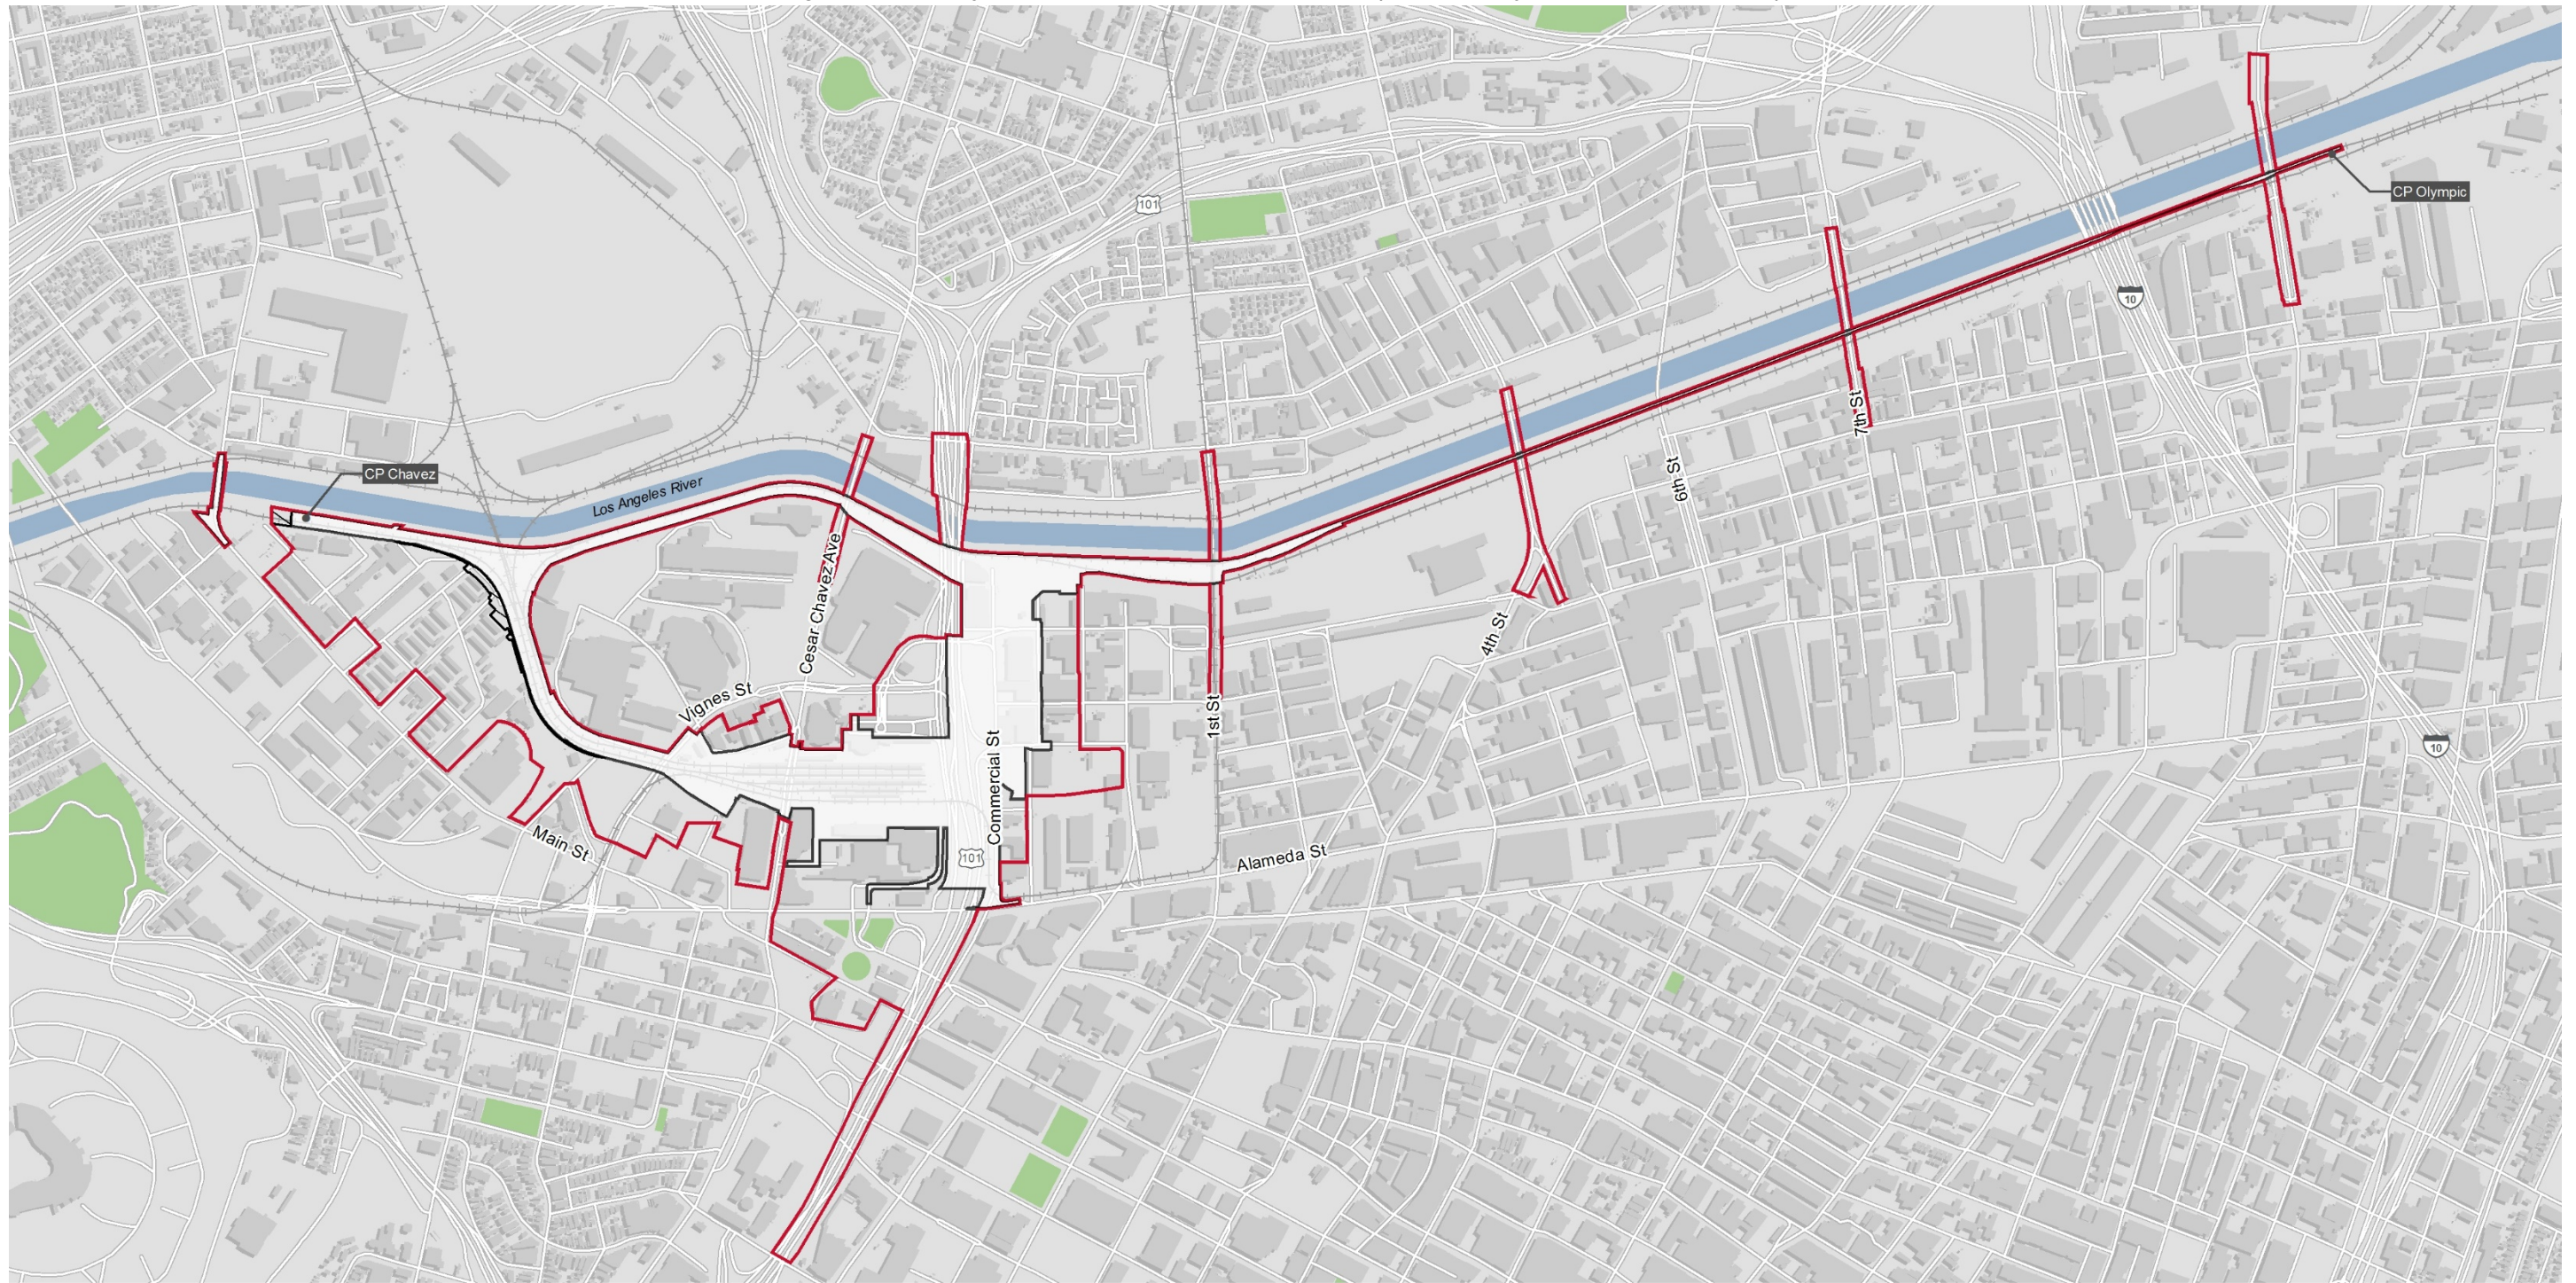 CP Olympic
101
10
7th St
CP Chavez
6th St
Los Angeles River
Cesar Chavez Ave
4th St
Vignes St
1st St
10
Commercial St
Main St
101
Alameda St